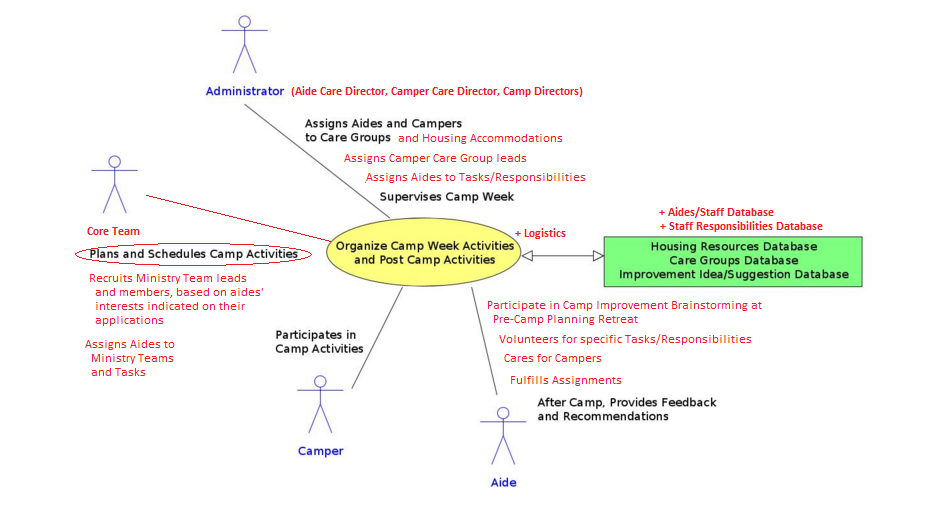 Administrator (Aide Care Director, Camper Care Director, Camp Directors)
Assigns Aides and Campers
to Care Groups and Housing Accommodations
Assigns Camper Care Group leads
Assigns Aides to Tasks/Responsibilities
Supervises Camp Week
Core Team
Plans and Schedules Camp Activities
Recruits Ministry Team leads
and members, based on aides'
interests indicated on their
applications
Assigns Aides to
Ministry Teams
and Tasks
Organize Camp Week Activities
and Post Camp Activities
+ Logistics
+ Aides/Staff Database
+ Staff Responsibilities Database
Housing Resources Database
Care Groups Database
Improvement Idea/Suggestion Database
Participates in
Camp Activities
Camper
Participate in Camp Improvement Brainstorming at
Pre-Camp Planning Retreat
Volunteers for specific Tasks/Responsibilities
Cares for Campers
Fulfills Assignments
After Camp, Provides Feedback
and Recommendations
Aide